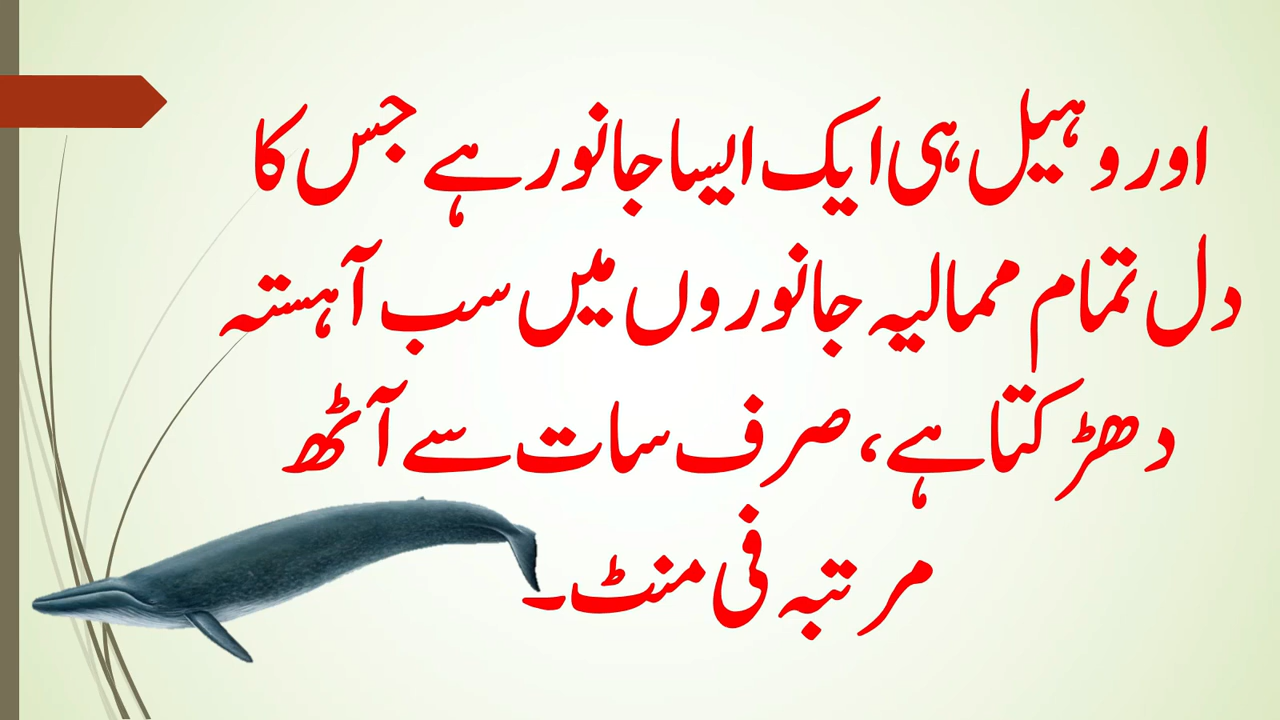 اور وہیل ہی ایک ایسا جانور ہے جس کا
دل تمام ممالیہ جانوروں میں سب آہستہ
دھڑکتا ہے، صرف سات سے آٹھ
مرتبہ فی منٹ۔